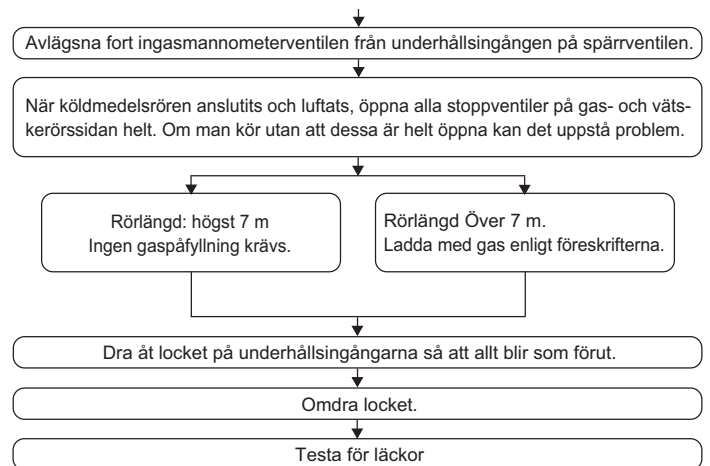 Avlägsna fort ingasmannometerventilen från underhållsingången på spärrventilen.
När köldmedelsrören anslutits och luftats, öppna alla stoppventiler på gas- och väts-
kerörssidan helt. Om man kör utan att dessa är helt öppna kan det uppstå problem.
Rörlängd: högst 7 m
Ingen gaspåfyllning krävs.
Rörlängd Över 7 m.
Ladda med gas enligt föreskrifterna.
Dra åt locket på underhållsingångarna så att allt blir som förut.
Omdra locket.
Testa för läckor